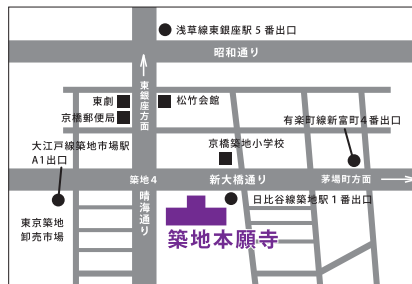 浅草線東銀座駅5番出口
昭和通り
東銀座方面
東劇
松竹会館
京橋郵便局
有楽町線新富町4番出口
京橋築地小学校
大江戸線築地市場駅
A1出口
築地4
新大橋通り
茅場町方面
晴海通り
日比谷線築地駅1番出口
東京築地
卸売市場
築地本願寺